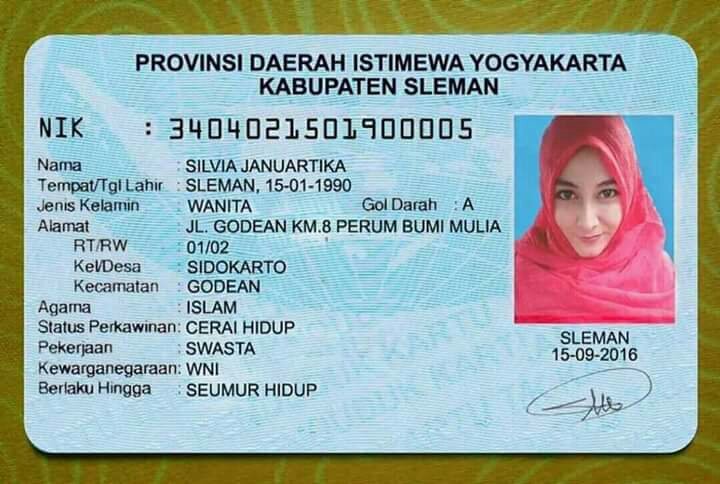 PROVINSI DAERAH ISTIMEWA YOGYAKARTA
KABUPATEN SLEMAN
NIK : 3404021501900005
Nama : SILVIA JANUARTIKA
Tempat/Tgl Lahir : SLEMAN, 15-01-1990
Jenis Kelamin : WANITA Gol Darah : A
Alamat : JL. GODEAN KM.8 PERUM BUMI MULIA
RT/RW : 01/02
Kel/Desa : SIDOKARTO
Kecamatan : GODEAN
Agama : ISLAM
Status Perkawinan: CERAI HIDUP
Pekerjaan : SWASTA
Kewarganegaraan: WNI
Berlaku Hingga : SEUMUR HIDUP
SLEMAN
15-09-2016